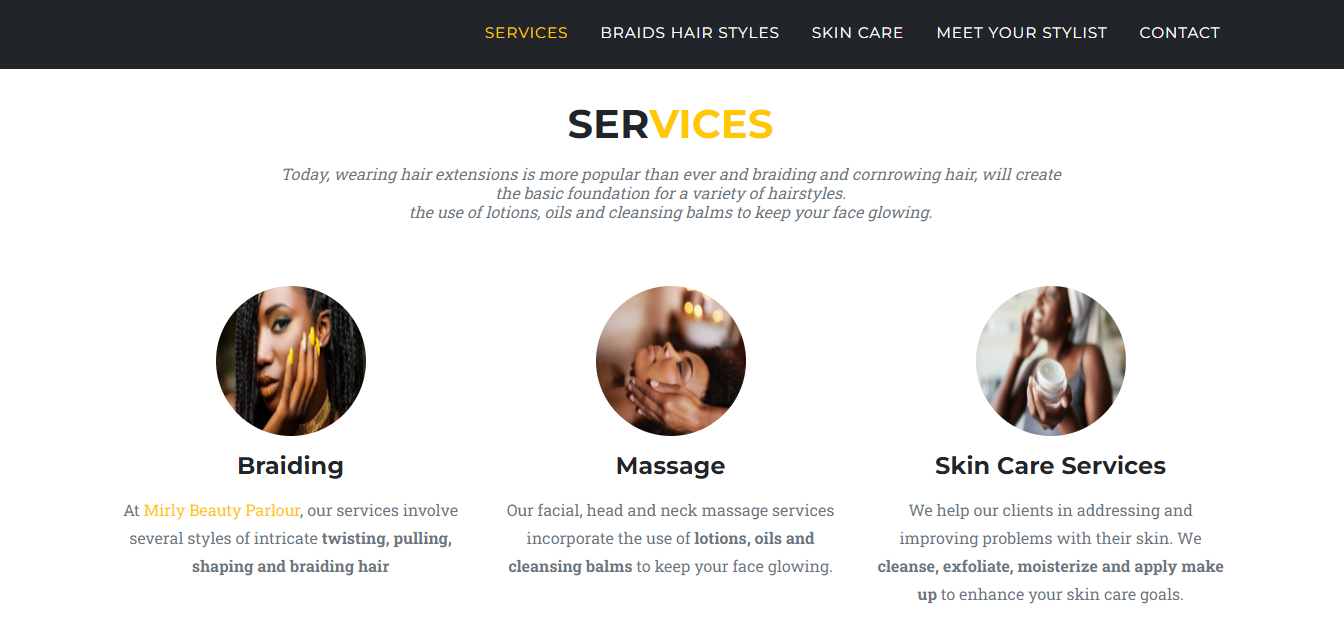 SERVICES BRAIDS HAIR STYLES SKIN CARE MEET YOUR STYLIST CONTACT
SERVICES
Today, wearing hair extensions is more popular than ever and braiding and cornrowing hair, will create
the basic foundation for a variety of hairstyles.
the use of lotions, oils and cleansing balms to keep your face glowing.
Braiding
At Mirly Beauty Parlour, our services involve
several styles of intricate twisting, pulling,
shaping and braiding hair
Massage
Our facial, head and neck massage services
incorporate the use of lotions, oils and
cleansing balms to keep your face glowing.
Skin Care Services
We help our clients in addressing and
improving problems with their skin. We
cleanse, exfoliate, moisterize and apply make
up to enhance your skin care goals.